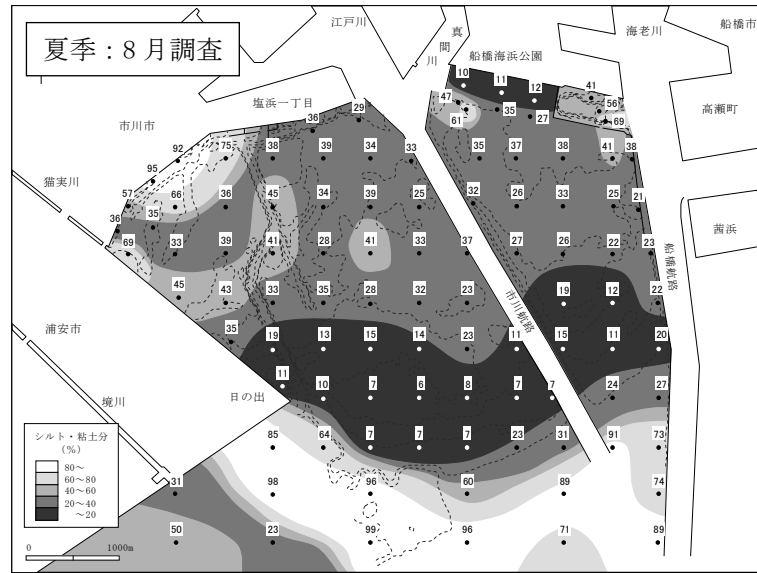 夏季：8月調査
江戸川
真間川
船橋海浜公園
海老川
船橋市
高瀬町
塩浜一丁目
市川市
猫実川
茜浜
船橋航路
市川航路
浦安市
日の出
境川
10 11 12 41
47 35 56
61 27 69
29
36
92 75 38 39 34 33 35 37 38 41 38
95
57 66 36 45 34 39 25 32 26 33 25 21
36 35
69 33 39 41 28 41 33 37 27 26 22 23
45 43 33 35 28 32 23 19 12 22
35 19 13 15 14 23 11 15 11 20
11 10 7 6 8 7 7 24 27
85 64 7 7 7 23 31 91 73
31 98 96 60 89 74
50 23 99 96 71 89
シルト・粘土分
（%）
80～
60～80
40～60
20～40
～20
0 1000m